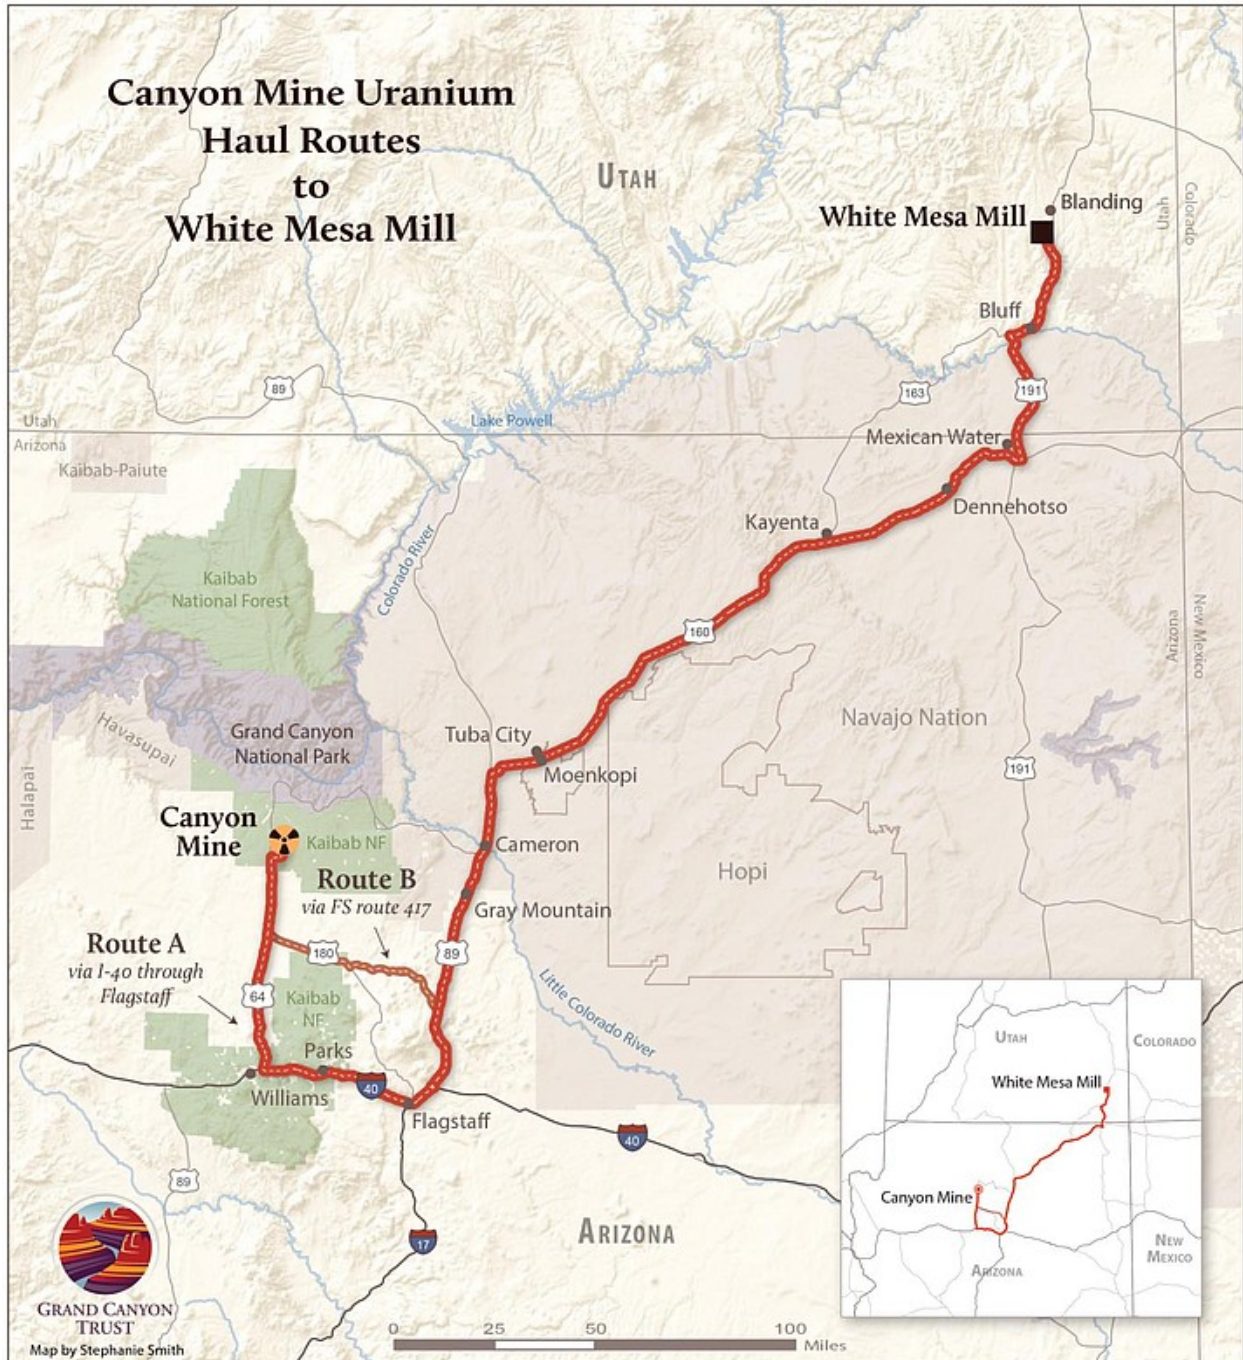 Canyon Mine Uranium
Haul Routes
to
White Mesa Mill
UTAH
Blanding
White Mesa Mill
Utah
Colorado
Bluff
89
163
191
Lake Powell
Utah
Arizona
Mexican Water
Kaibab-Paiute
Dennehotso
Kayenta
Colorado River
Kaibab
National Forest
160
Arizona
New Mexico
Havasupai
Grand Canyon
National Park
Navajo Nation
Tuba City
Moenkopi
191
Halapai
Canyon
Mine
Kaibab NF
Cameron
Hopi
Route B
via FS route 417
Gray Mountain
Route A
via I-40 through
Flagstaff
180
89
64
Kaibab
NF
Little Colorado River
Parks
40
Williams
Flagstaff
40
89
17
ARIZONA
UTAH
COLORADO
White Mesa Mill
Canyon Mine
NEW
MEXICO
ARIZONA
GRAND CANYON
TRUST
Map by Stephanie Smith
0 25 50 100
Miles